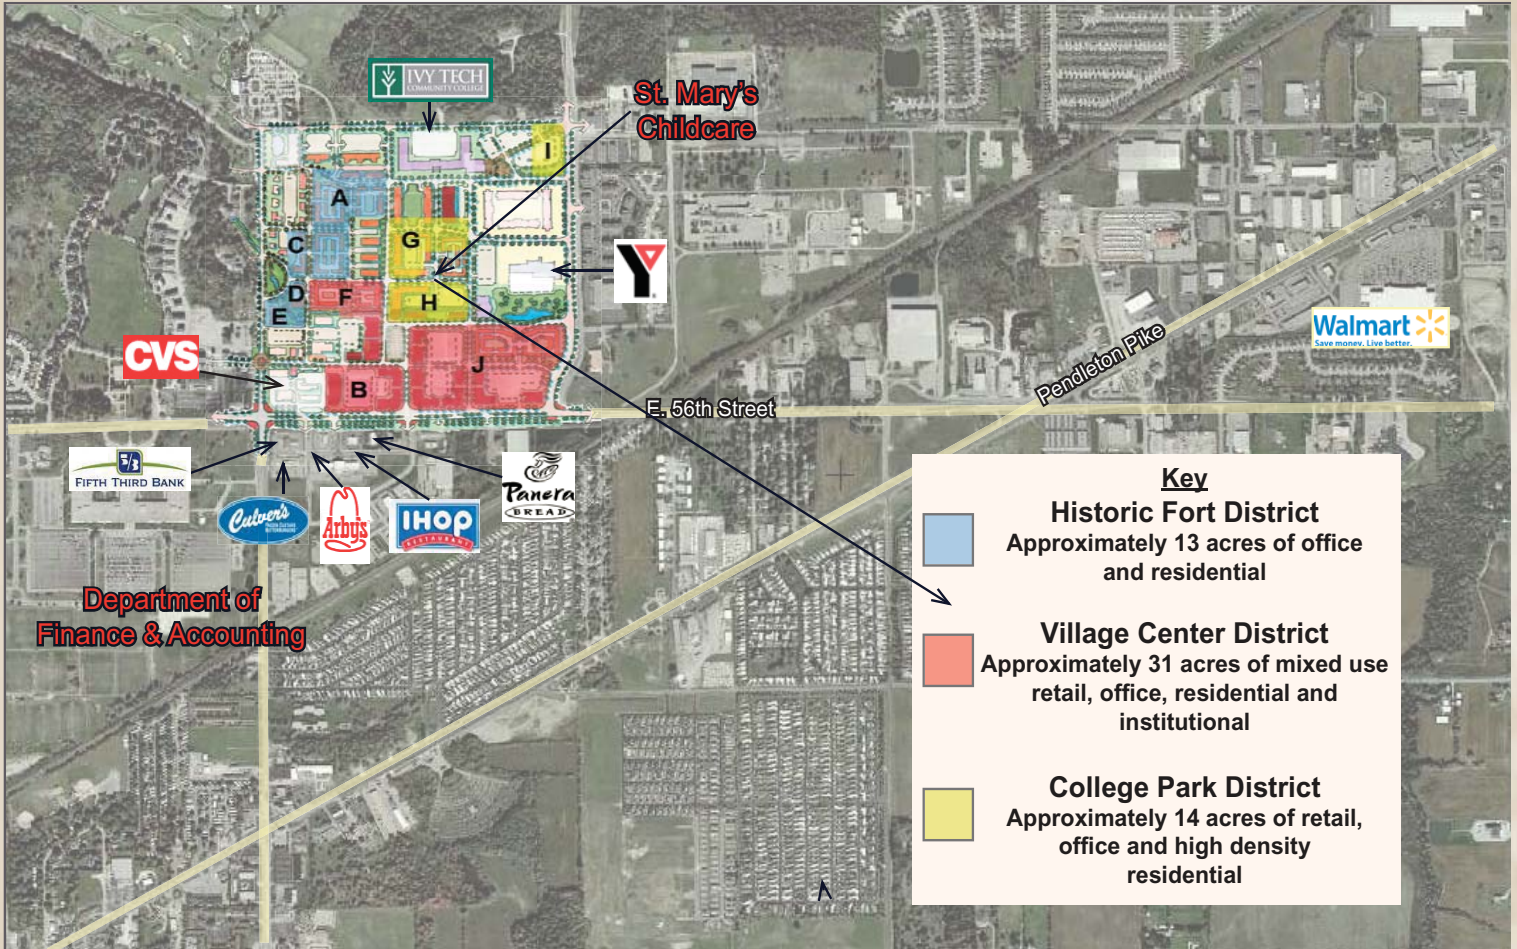 IVY TECH
COMMUNITY COLLEGE
St. Mary's
Childcare
I
A
C
G
D
F
H
E
CVS
J
B
Walmart
Save money. Live better.
Pendleton Pike
E. 56th Street
5/3
FIFTH THIRD BANK
Culver's
Arby's
IHOP
RESTAURANT
Panera
BREAD
Department of
Finance & Accounting
Key
Historic Fort District
Approximately 13 acres of office
and residential
Village Center District
Approximately 31 acres of mixed use
retail, office, residential and
institutional
College Park District
Approximately 14 acres of retail,
office and high density
residential